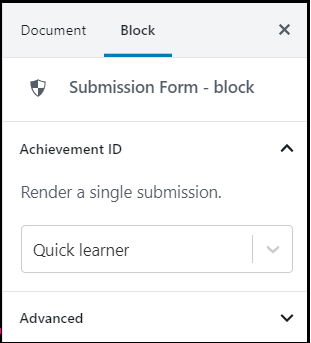 Document Block
Submission Form - block
Achievement ID
Render a single submission.
Quick learner
Advanced